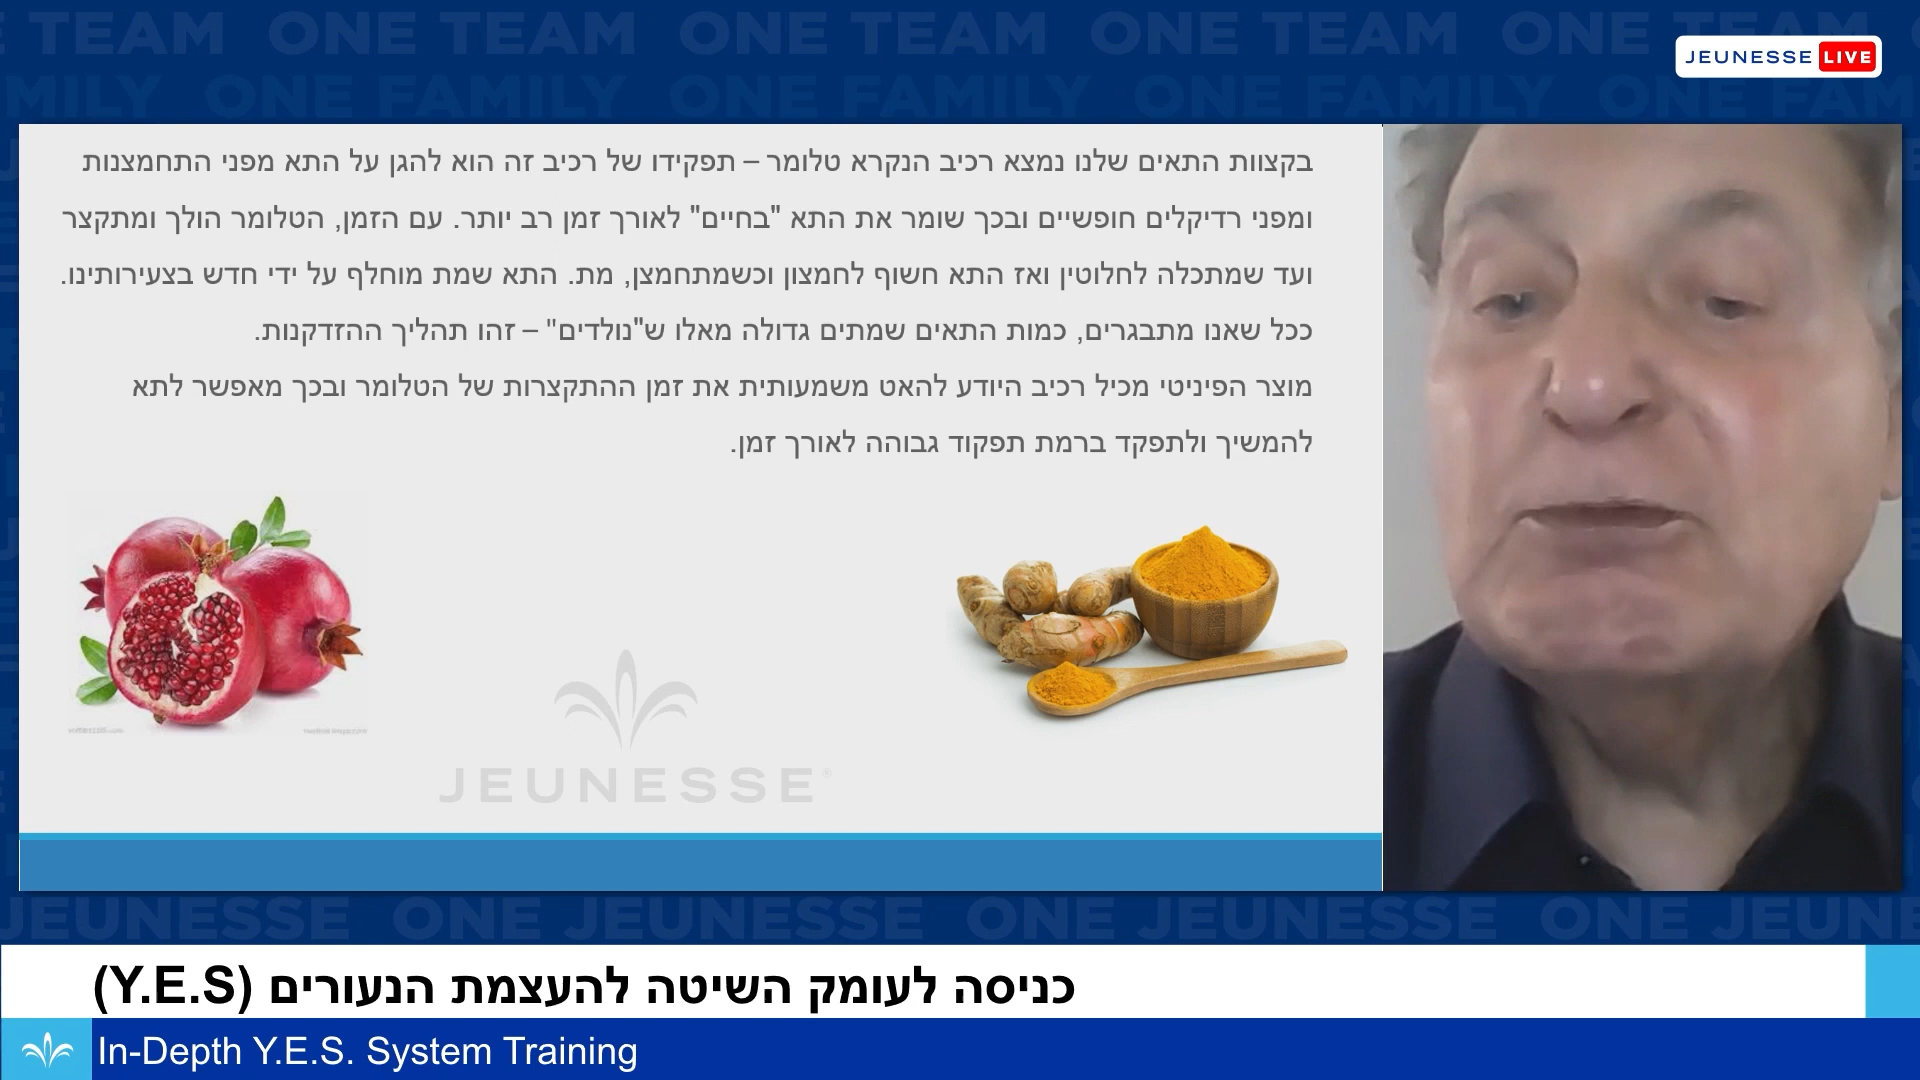 ONE TEAM ONE TEAM ONE TEAM ONE TEAM
ONE FAMILY ONE FAMILY ONE FAMILY
JEUNESSE LIVE
בקצוות התאים שלנו נמצא רכיב הנקרא טלומר – תפקידו של רכיב זה הוא להגן על התא מפני התחמצנות
ומפני רדיקלים חופשיים ובכך שומר את התא "בחיים" לאורך זמן רב יותר. עם הזמן, הטלומר הולך ומתקצר
ועד שמתכלה לחלוטין ואז התא חשוף לחמצון וכשמתחמצן, מת. התא שמת מוחלף על ידי חדש בצעירותינו.
ככל שאנו מתבגרים, כמות התאים שמתים גדולה מאלו ש"נולדים" – זהו תהליך ההזדקנות.
מוצר הפיניטי מכיל רכיב היודע להאט משמעותית את זמן ההתקצרות של הטלומר ובכך מאפשר לתא
להמשיך ולתפקד ברמת תפקוד גבוהה לאורך זמן.
JEUNESSE®
JEUNESSE ONE JEUNESSE ONE JEUNESSE ONE JEUNE
כניסה לעומק השיטה להעצמת הנעורים (Y.E.S)
In-Depth Y.E.S. System Training